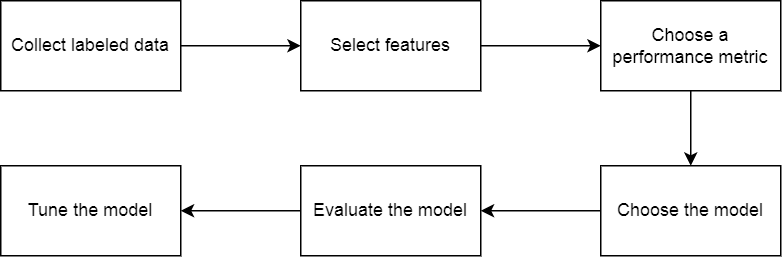 Collect labeled data
Select features
Choose a
performance metric
Choose the model
Evaluate the model
Tune the model